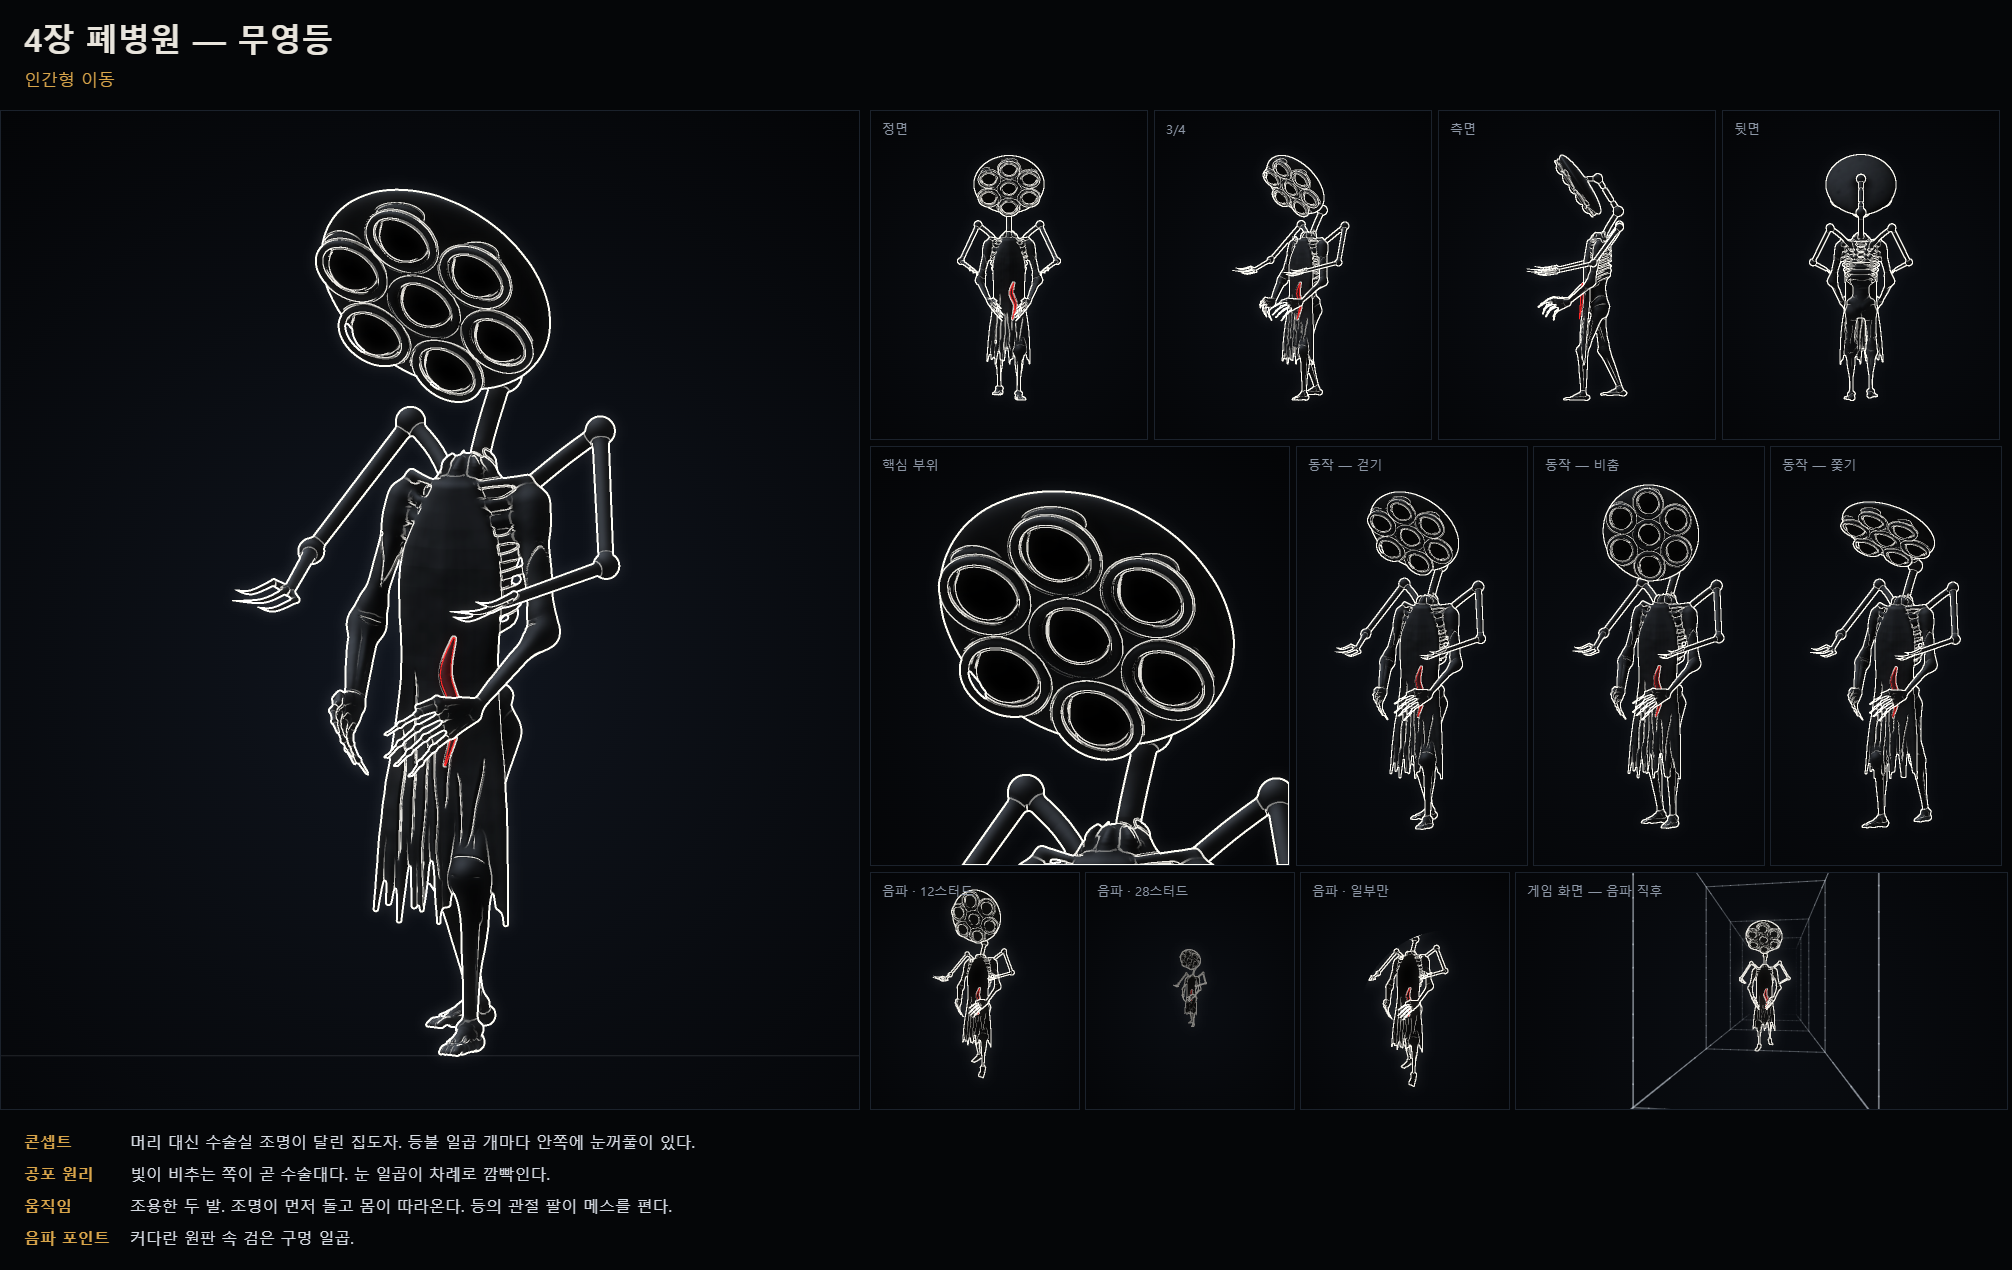 4장 폐병원 — 무영등
인간형 이동
정면
3/4
측면
뒷면
핵심 부위
동작 — 걷기
동작 — 비춤
동작 — 쫓기
음파 · 12스터드
음파 · 28스터드
음파 · 일부만
게임 화면 — 음파 직후
콘셉트 머리 대신 수술실 조명이 달린 집도자. 등불 일곱 개마다 안쪽에 눈꺼풀이 있다.
공포 원리 빛이 비추는 쪽이 곧 수술대다. 눈 일곱이 차례로 깜빡인다.
움직임 조용한 두 발. 조명이 먼저 돌고 몸이 따라온다. 등의 관절 팔이 메스를 편다.
음파 포인트 커다란 원판 속 검은 구멍 일곱.